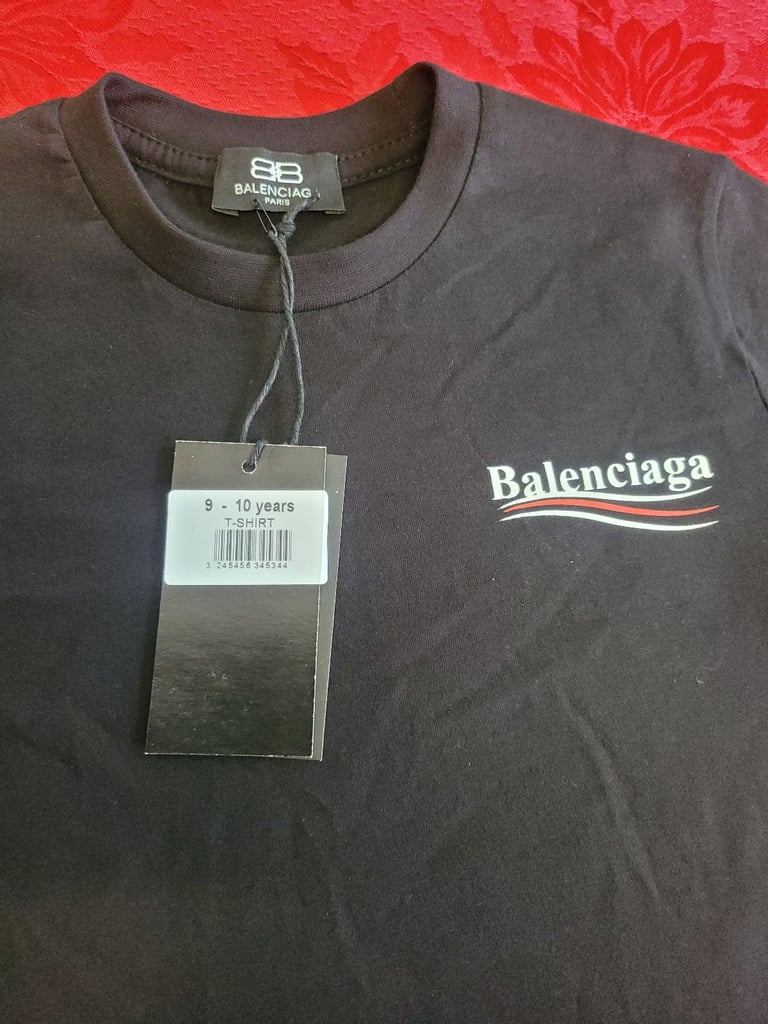 BB
BALENCIAGA
PARIS
Balenciaga
9 - 10 years
T-SHIRT
3 245456 345344